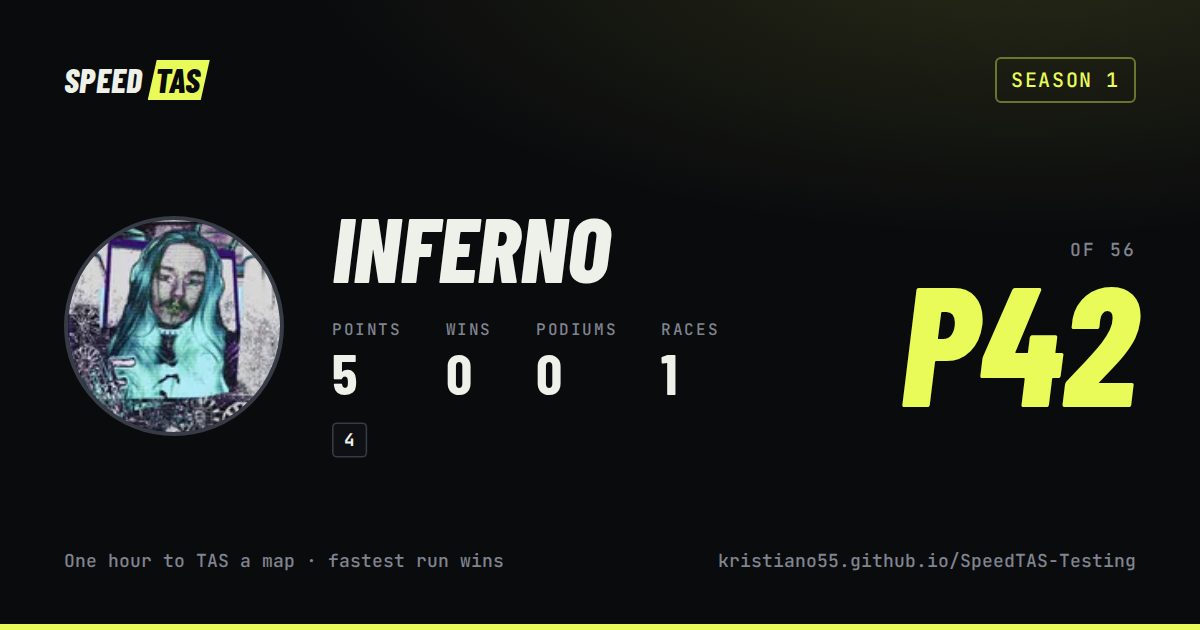 SPEED TAS
SEASON 1
INFERNO
OF 56
P42
POINTS WINS PODIUMS RACES
5 0 0 1
4
One hour to TAS a map · fastest run wins
kristiano55.github.io/SpeedTAS-Testing